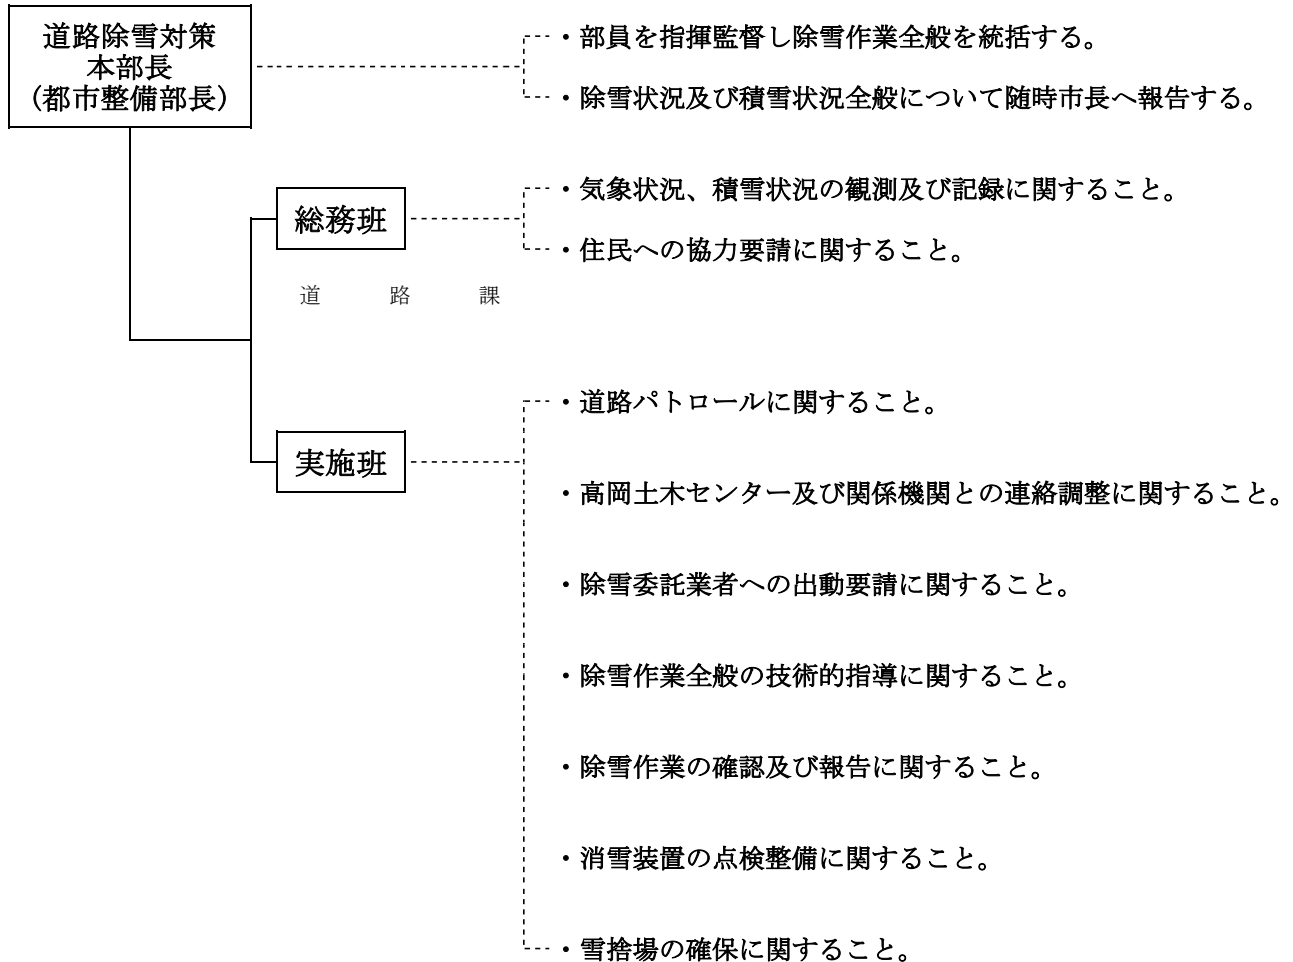 道路除雪対策
本部長
（都市整備部長）
・部員を指揮監督し除雪作業全般を統括する。
・除雪状況及び積雪状況全般について随時市長へ報告する。
総務班
・気象状況、積雪状況の観測及び記録に関すること。
・住民への協力要請に関すること。
道路課
実施班
・道路パトロールに関すること。
・高岡土木センター及び関係機関との連絡調整に関すること。
・除雪委託業者への出動要請に関すること。
・除雪作業全般の技術的指導に関すること。
・除雪作業の確認及び報告に関すること。
・消雪装置の点検整備に関すること。
・雪捨場の確保に関すること。